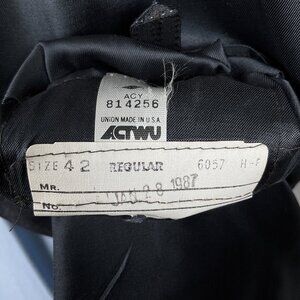 ACY
814256
UNION MADE IN U.S.A.
ACTWU
SIZE 42 REGULAR 6057 H-F
MR.
JAN 28 1987
No.